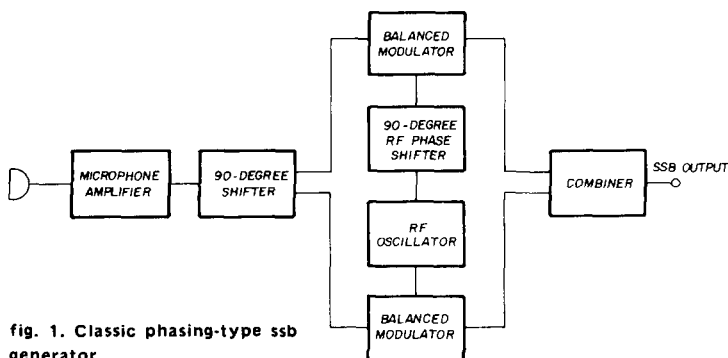 BALANCED
MODULATOR
90-DEGREE
RF PHASE
SHIFTER
MICROPHONE
AMPLIFIER
90-DEGREE
SHIFTER
COMBINER
SSB OUTPUT
RF
OSCILLATOR
BALANCED
MODULATOR
fig. 1. Classic phasing-type ssb
generator